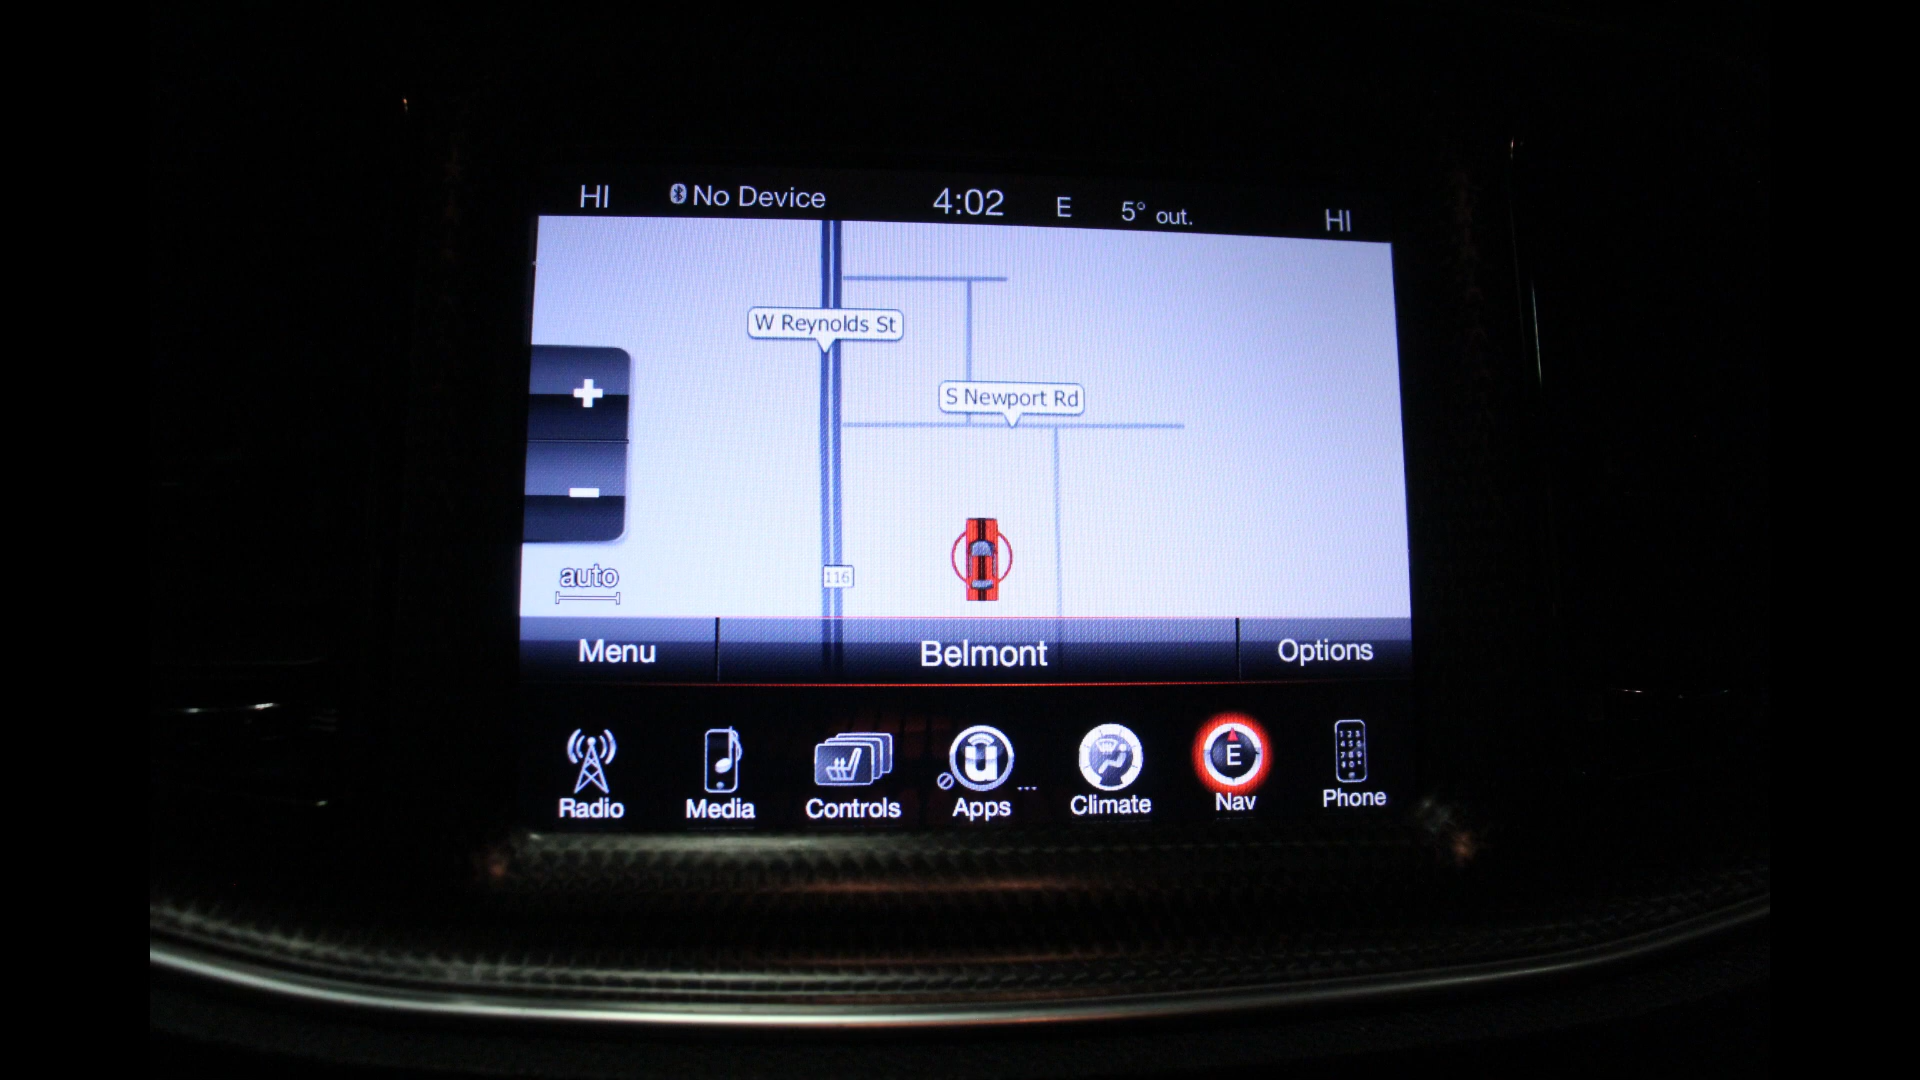 HI No Device 4:02 E 5° out. HI
W Reynolds St
S Newport Rd
+
-
auto
116
Menu Belmont Options
E
Radio Media Controls Apps ... Climate Nav Phone